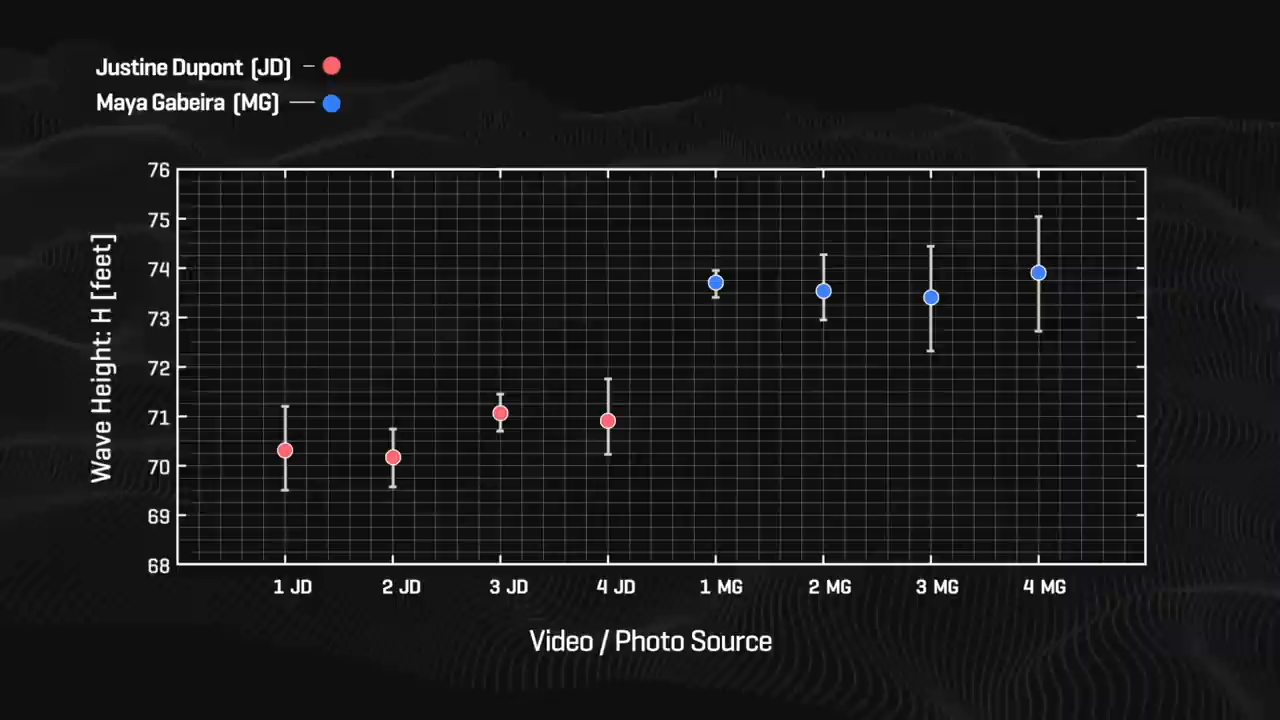 Justine Dupont (JD)
Maya Gabeira (MG)
76
75
74
73
72
71
70
69
68
Wave Height: H [feet]
1 JD 2 JD 3 JD 4 JD 1 MG 2 MG 3 MG 4 MG
Video / Photo Source